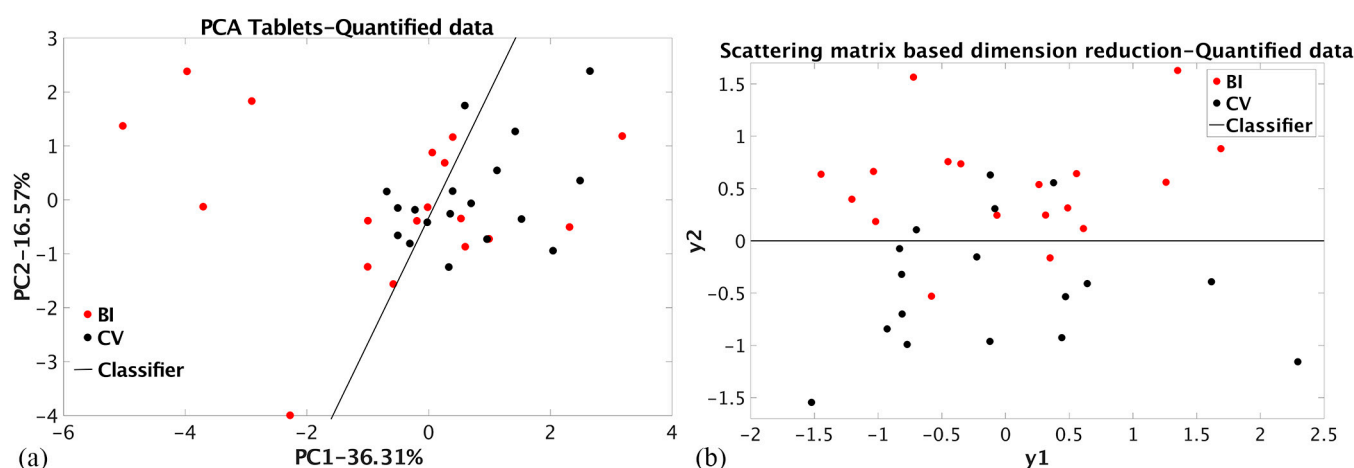 PCA Tablets–Quantified data
3
2
1
0
−1
−2
−3
−4
PC2–16.57%
BI
CV
Classifier
−6
−4
−2
0
2
4
PC1–36.31%
(a)
Scattering matrix based dimension reduction–Quantified data
1.5
1
0.5
0
−0.5
−1
−1.5
y2
BI
CV
Classifier
−1.5
−1
−0.5
0
0.5
1
1.5
2
2.5
y1
(b)